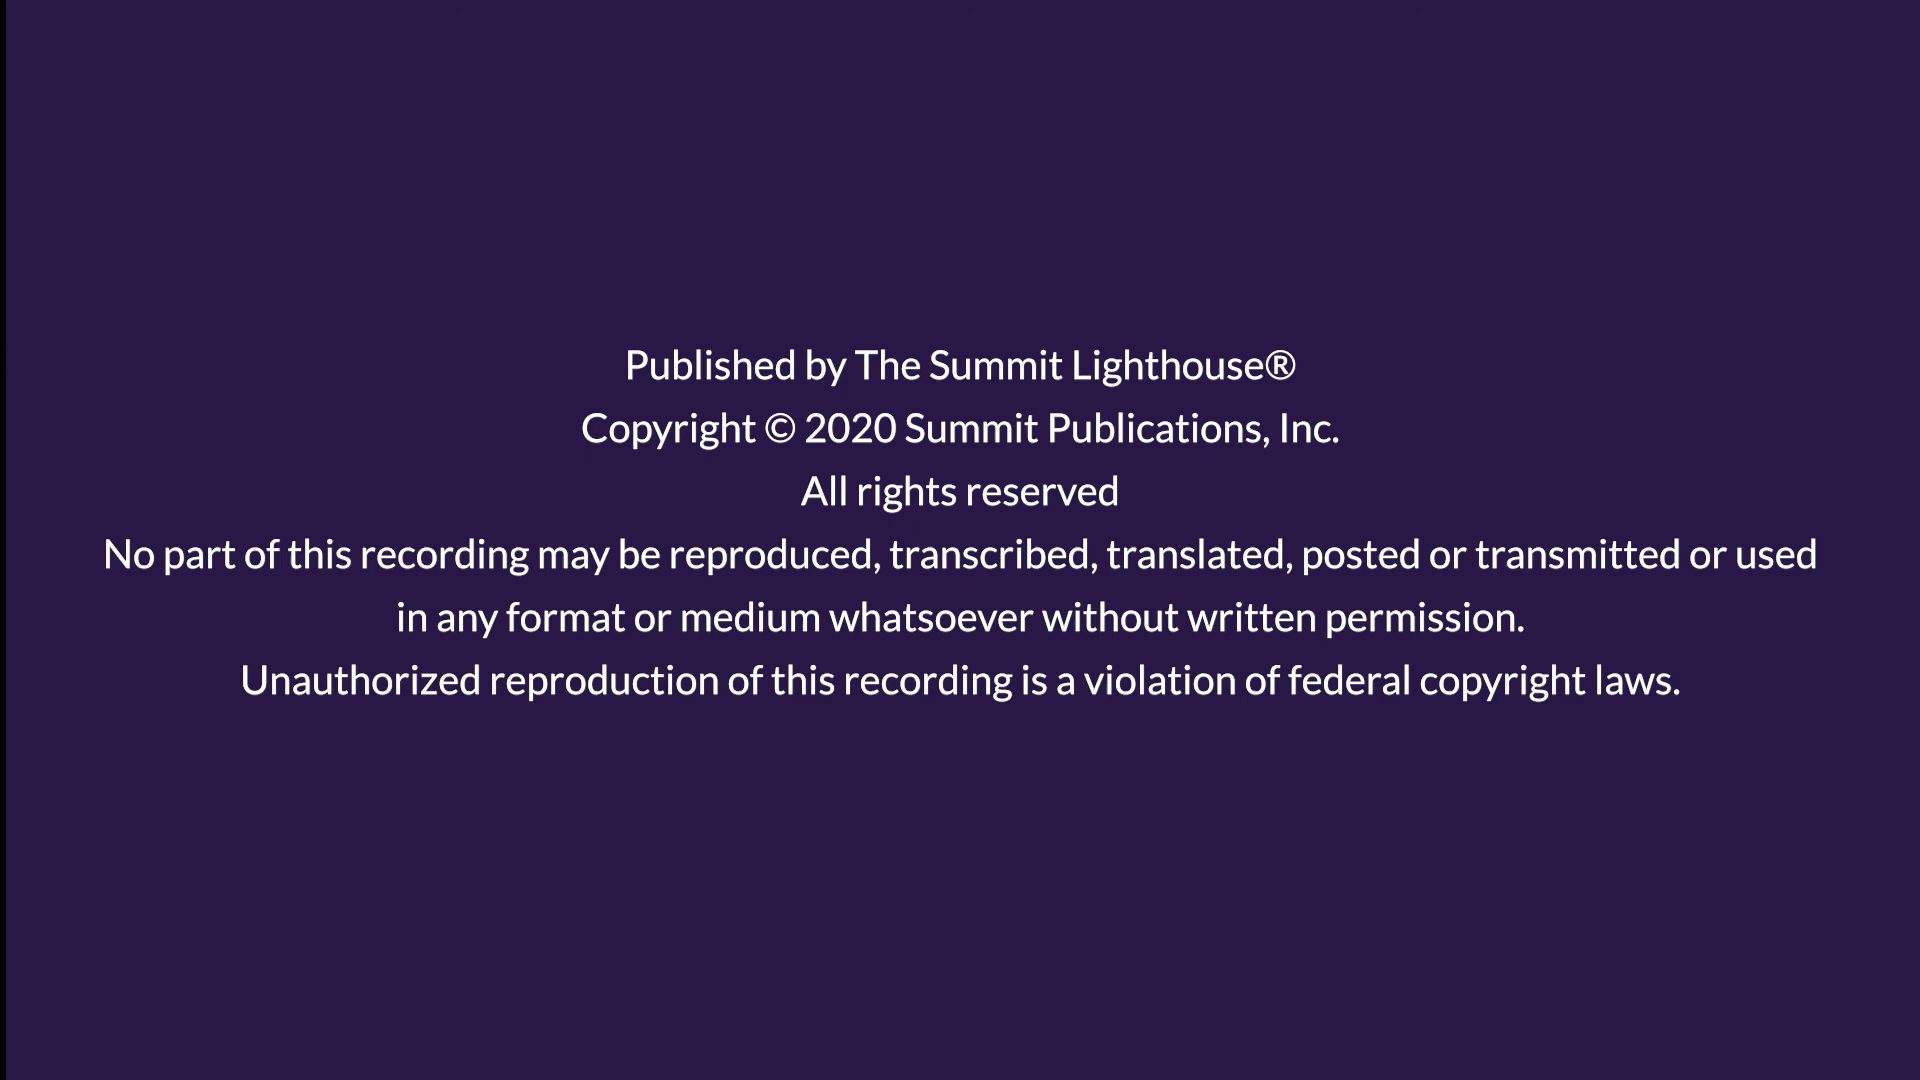 Published by The Summit Lighthouse®
Copyright © 2020 Summit Publications, Inc.
All rights reserved
No part of this recording may be reproduced, transcribed, translated, posted or transmitted or used
in any format or medium whatsoever without written permission.
Unauthorized reproduction of this recording is a violation of federal copyright laws.